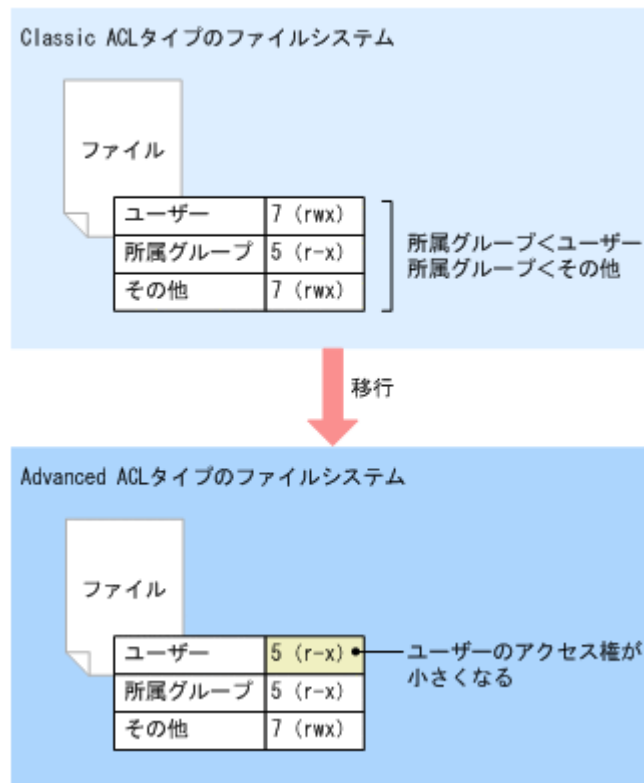 Classic ACLタイプのファイルシステム
ファイル
ユーザー 7 (rwx)
所属グループ 5 (r-x)
その他 7 (rwx)
所属グループ＜ユーザー
所属グループ＜その他
移行
Advanced ACLタイプのファイルシステム
ファイル
ユーザー 5 (r-x)
所属グループ 5 (r-x)
その他 7 (rwx)
ユーザーのアクセス権が
小さくなる